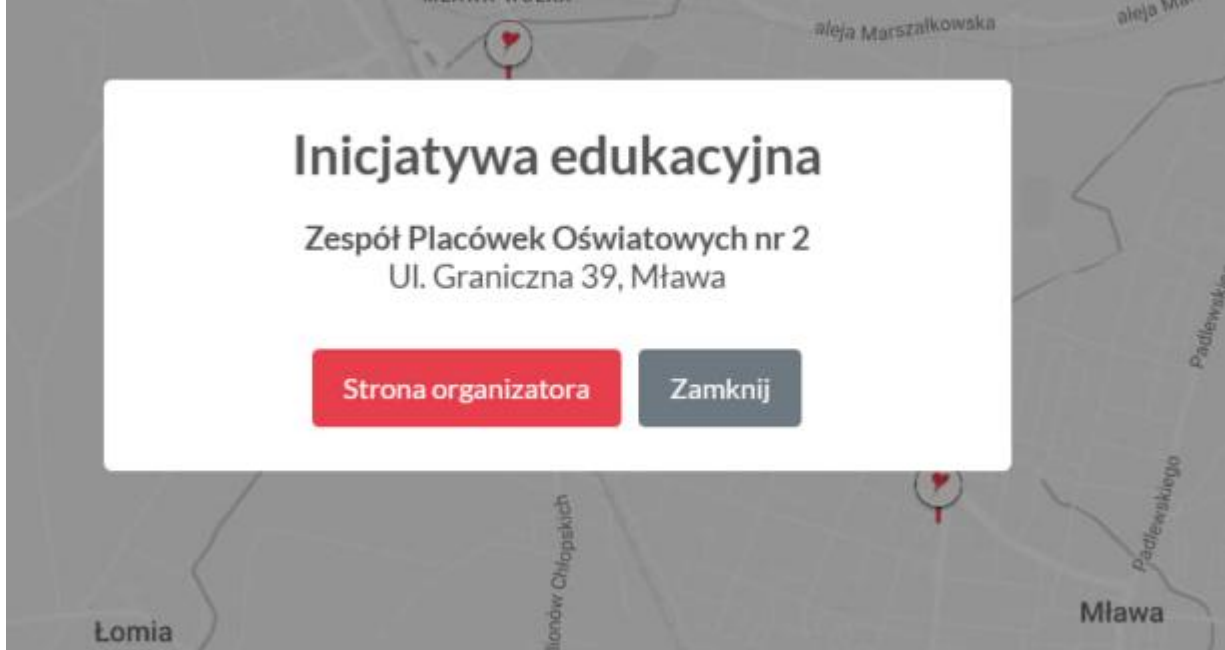 aleja Marszałkowska
aleja
Inicjatywa edukacyjna
Zespół Placówek Oświatowych nr 2
Ul. Graniczna 39, Mława
Strona organizatora
Zamknij
Padlewskiego
Chłopskich
Mława
Łomia